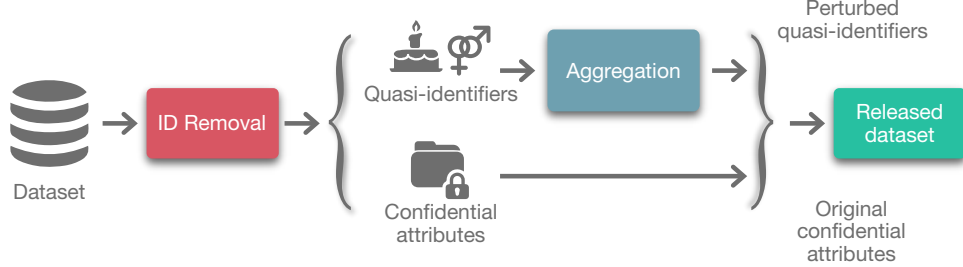 Dataset
ID Removal
Quasi-identifiers
Confidential
attributes
Aggregation
Perturbed
quasi-identifiers
Original
confidential
attributes
Released
dataset